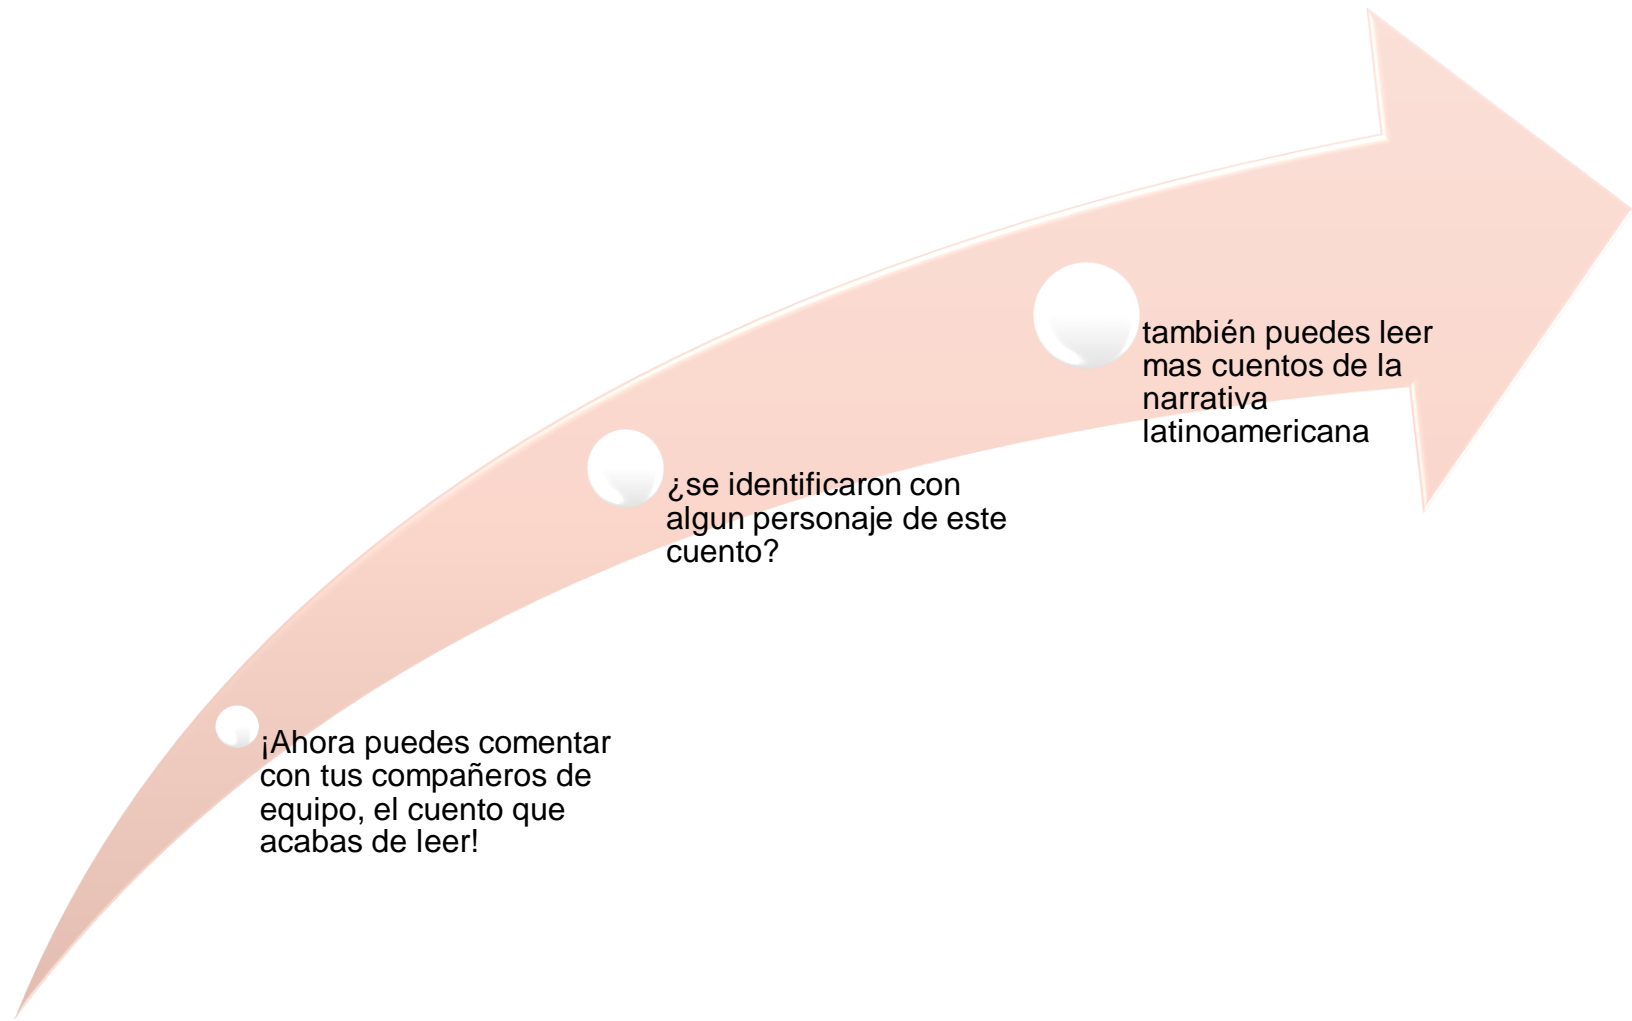 ¡Ahora puedes comentar
con tus compañeros de
equipo, el cuento que
acabas de leer!
¿se identificaron con
algun personaje de este
cuento?
también puedes leer
mas cuentos de la
narrativa
latinoamericana